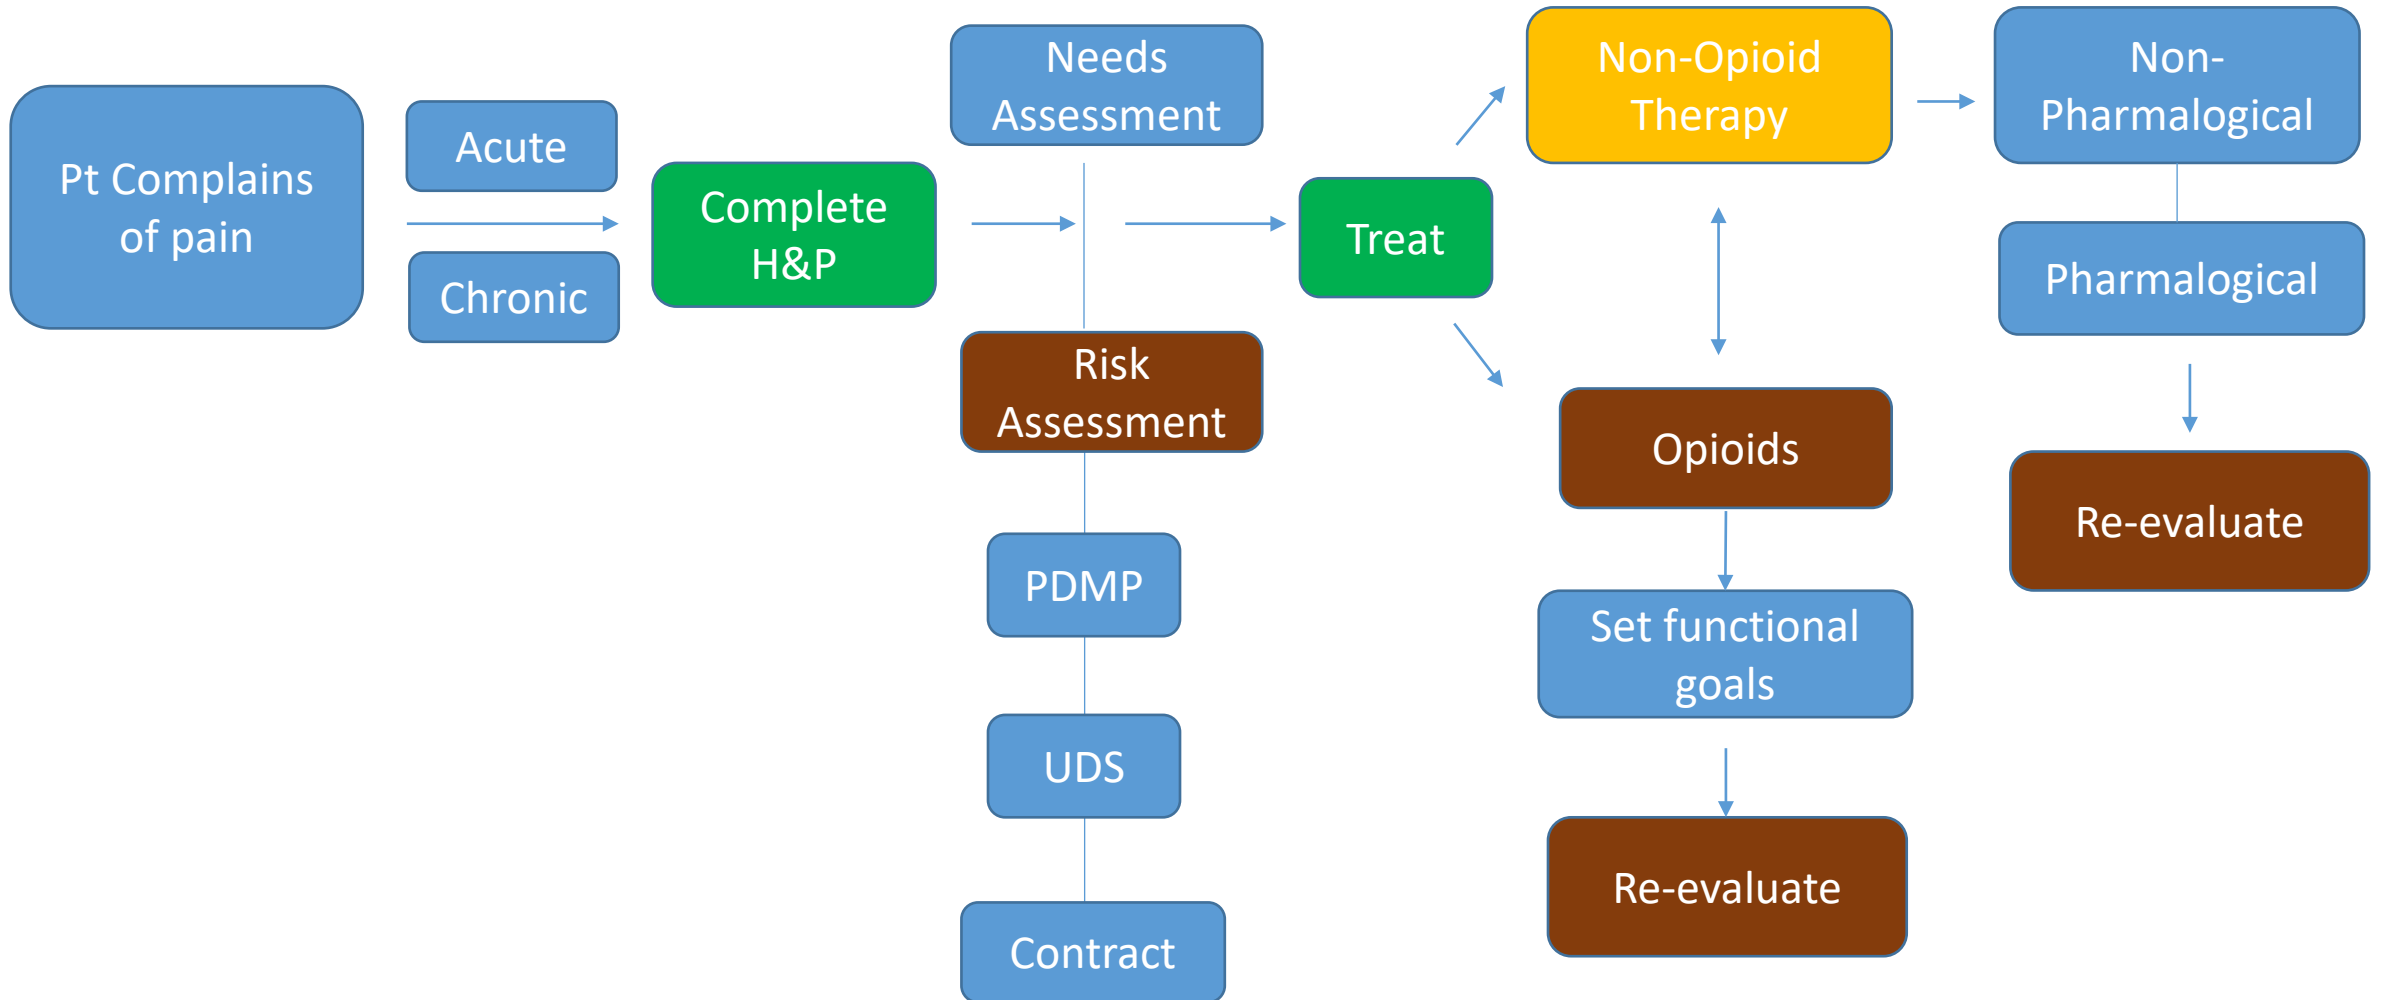 Pt Complains
of pain
Acute
Chronic
Complete
H&P
Needs
Assessment
Risk
Assessment
PDMP
UDS
Contract
Treat
Non-Opioid
Therapy
Opioids
Set functional
goals
Re-evaluate
Non-
Pharmalogical
Pharmalogical
Re-evaluate